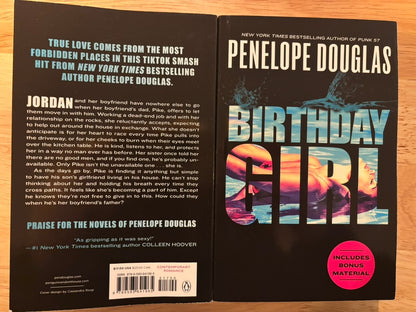 TRUE LOVE COMES FROM THE MOST
FORBIDDEN PLACES IN THIS TIKTOK SMASH
HIT FROM NEW YORK TIMES BESTSELLING
AUTHOR PENELOPE DOUGLAS.
JORDAN and her boyfriend have nowhere else to go
when her boyfriend's dad, Pike, offers to let
them move in with him. Working a dead-end job and with her
relationship on the rocks, she reluctantly accepts, expecting
to help out around the house in exchange. What she doesn't
anticipate is for her heart to race every time Pike pulls into
the driveway, or for her cheeks to burn when their eyes meet
over the kitchen table. He is kind, listens to her, and protects
her in a way no man ever has before. Her sister once told her
there are no good men, and if you find one, he's probably un-
available. Only Pike isn't the unavailable one . . . she is.
As the days go by, Pike is finding it anything but simple
to have his son's girlfriend living in his house. He can't stop
thinking about her and holding his breath every time they
cross paths. It feels like she's becoming a part of him. Except
he knows they're not free to give in to this. How could they
when he's her boyfriend's father?
PRAISE FOR THE NOVELS OF PENELOPE DOUGLAS
"As gripping as it was sexy!"
—#1 New York Times bestselling author COLLEEN HOOVER
CONTEMPORARY
ROMANCE
penguinrandomhouse.com
NEW YORK TIMES BESTSELLING AUTHOR OF PUNK 57
PENELOPE DOUGLAS
BIRTHDAY
GIRL
INCLUDES
BONUS
MATERIAL